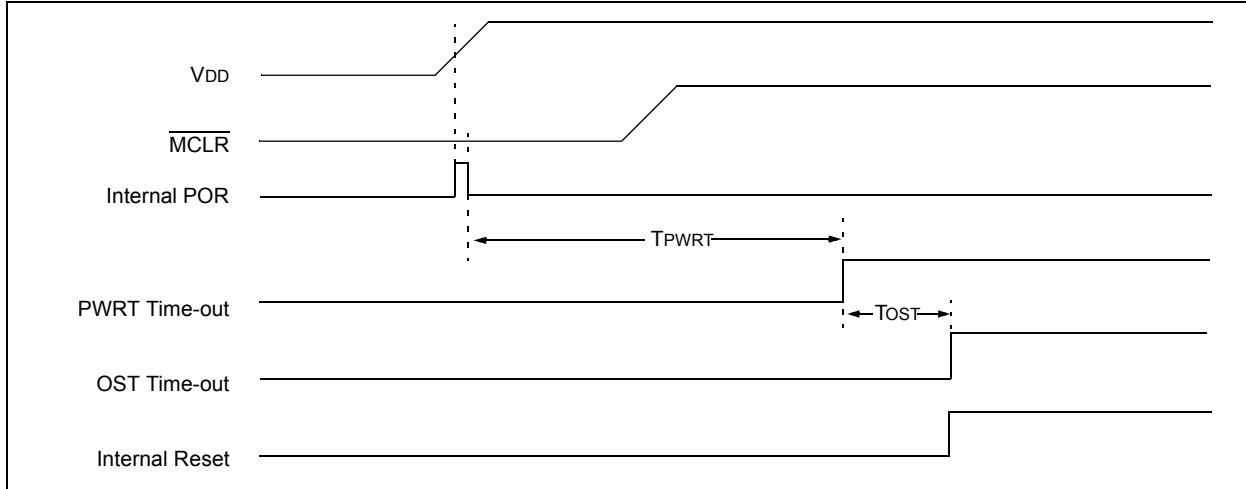 VDD
MCLR
Internal POR
TPWRT
PWRT Time-out
TOST
OST Time-out
Internal Reset